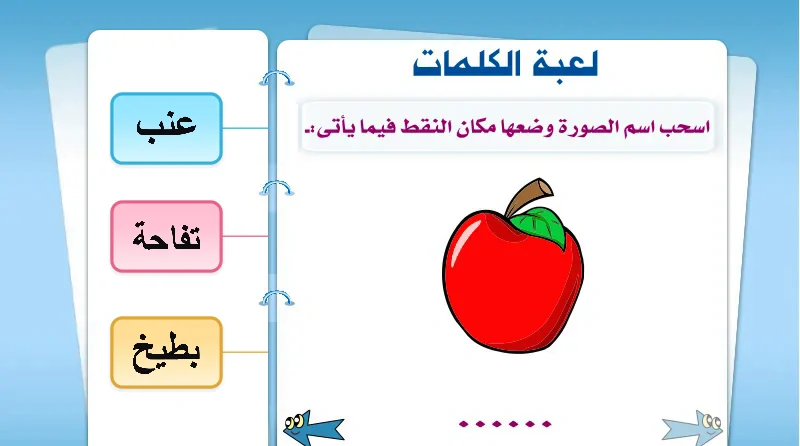 لعبة الكلمات
اسحب اسم الصورة وضعها مكان النقط فيما يأتى :ـ
عنب
تفاحة
بطيخ
......